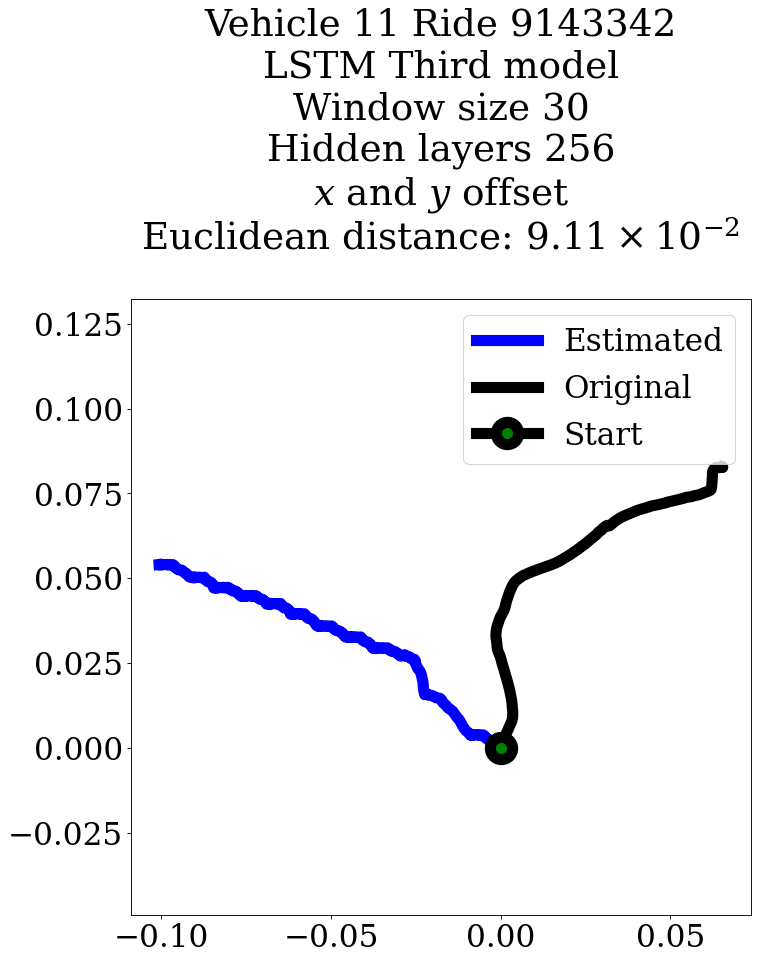 Vehicle 11 Ride 9143342
LSTM Third model
Window size 30
Hidden layers 256
x and y offset
Euclidean distance: 9.11 × 10⁻²
Estimated
Original
Start
0.125
0.100
0.075
0.050
0.025
0.000
−0.025
−0.10
−0.05
0.00
0.05